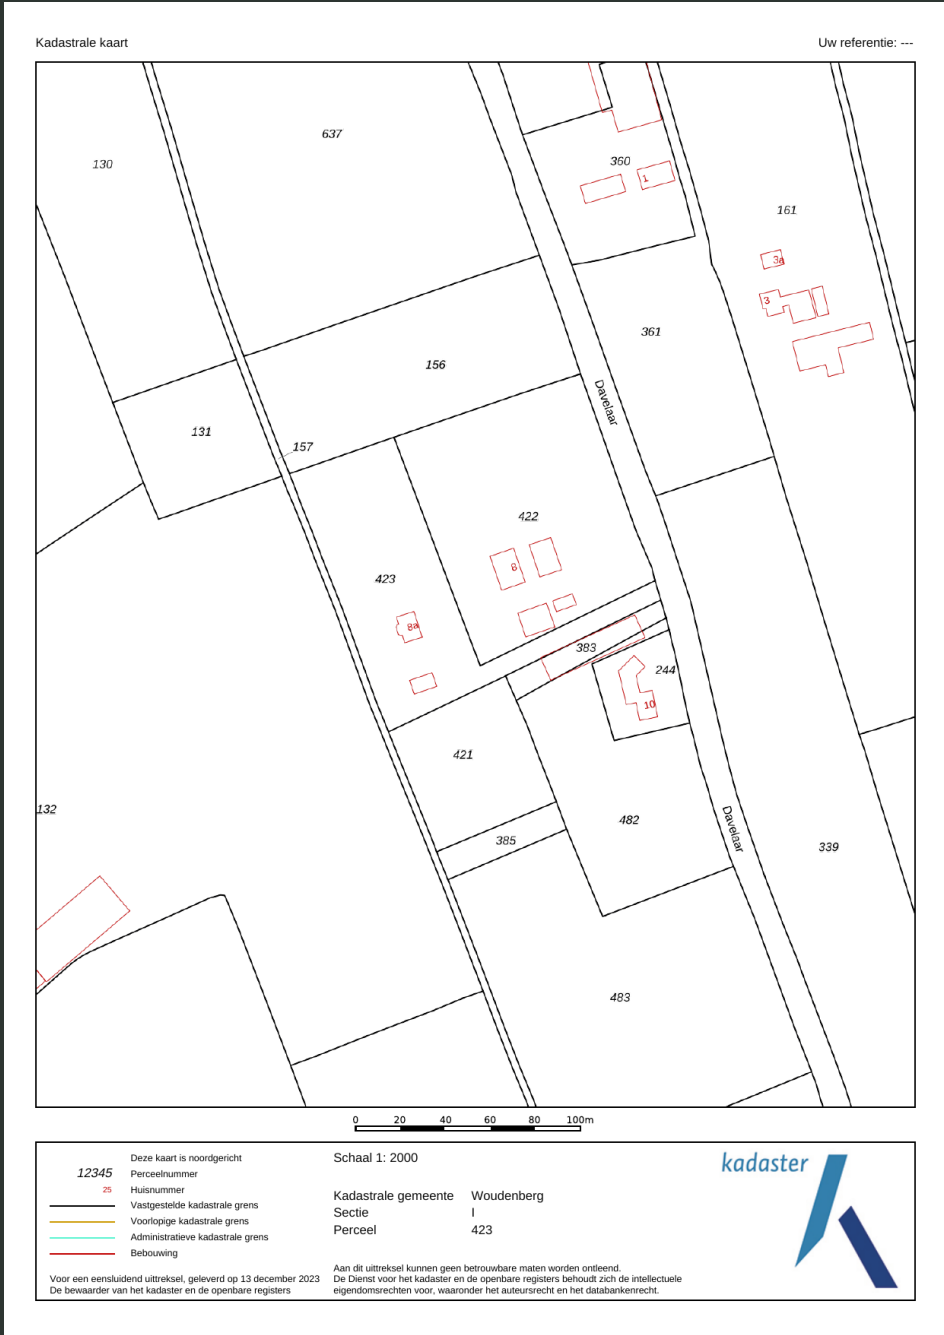 Kadastrale kaart
Uw referentie: ---
637
130
360
1
161
3a
3
361
156
Davelaar
131
157
422
8
423
8a
383
244
10
421
132
482
Davelaar
385
339
483
0 20 40 60 80 100m
Deze kaart is noordgericht
12345 Perceelnummer
25 Huisnummer
Vastgestelde kadastrale grens
Voorlopige kadastrale grens
Administratieve kadastrale grens
Bebouwing
Voor een eensluidend uittreksel, geleverd op 13 december 2023
De bewaarder van het kadaster en de openbare registers
Schaal 1: 2000
Kadastrale gemeente Woudenberg
Sectie I
Perceel 423
Aan dit uittreksel kunnen geen betrouwbare maten worden ontleend.
De Dienst voor het kadaster en de openbare registers behoudt zich de intellectuele
eigendomsrechten voor, waaronder het auteursrecht en het databankenrecht.
kadaster